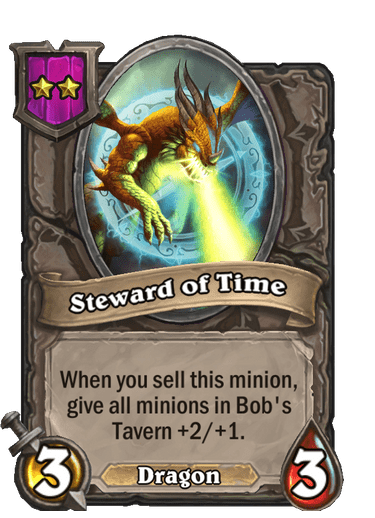 Steward of Time
When you sell this minion,
give all minions in Bob's
Tavern +2/+1.
3
Dragon
3